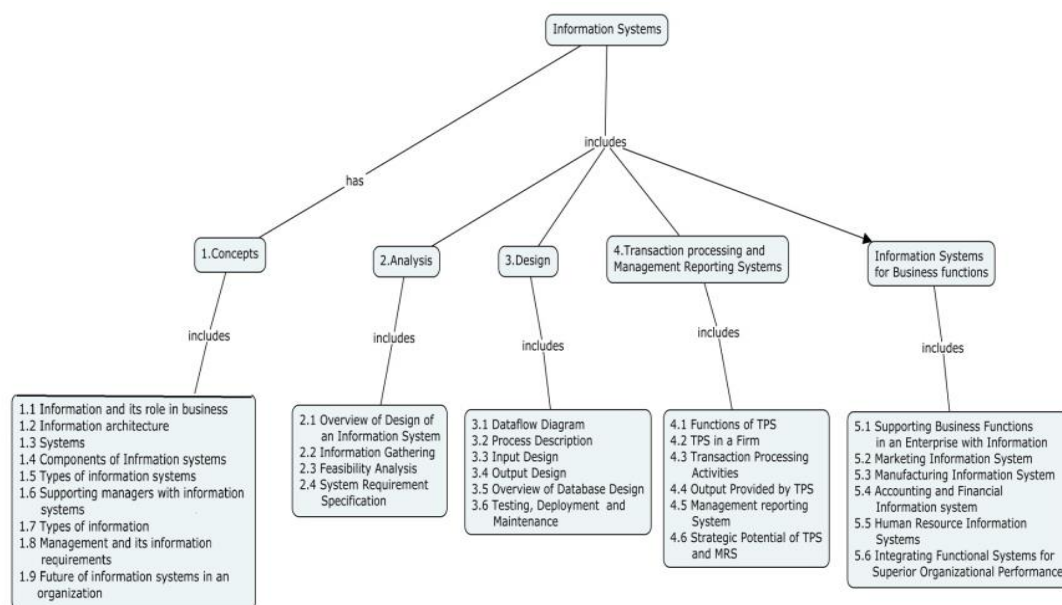 Information Systems
includes
has
1.Concepts
2.Analysis
3.Design
4.Transaction processing and
Management Reporting Systems
Information Systems
for Business functions
includes
includes
includes
includes
includes
1.1 Information and its role in business
1.2 Information architecture
1.3 Systems
1.4 Components of Infrmation systems
1.5 Types of information systems
1.6 Supporting managers with information
systems
1.7 Types of information
1.8 Management and its information
requirements
1.9 Future of information systems in an
organization
2.1 Overview of Design of
an Information System
2.2 Information Gathering
2.3 Feasibility Analysis
2.4 System Requirement
Specification
3.1 Dataflow Diagram
3.2 Process Description
3.3 Input Design
3.4 Output Design
3.5 Overview of Database Design
3.6 Testing, Deployment and
Maintenance
4.1 Functions of TPS
4.2 TPS in a Firm
4.3 Transaction Processing
Activities
4.4 Output Provided by TPS
4.5 Management reporting
System
4.6 Strategic Potential of TPS
and MRS
5.1 Supporting Business Functions
in an Enterprise with Information
5.2 Marketing Information System
5.3 Manufacturing Information System
5.4 Accounting and Financial
Information system
5.5 Human Resource Information
Systems
5.6 Integrating Functional Systems for
Superior Organizational Performance